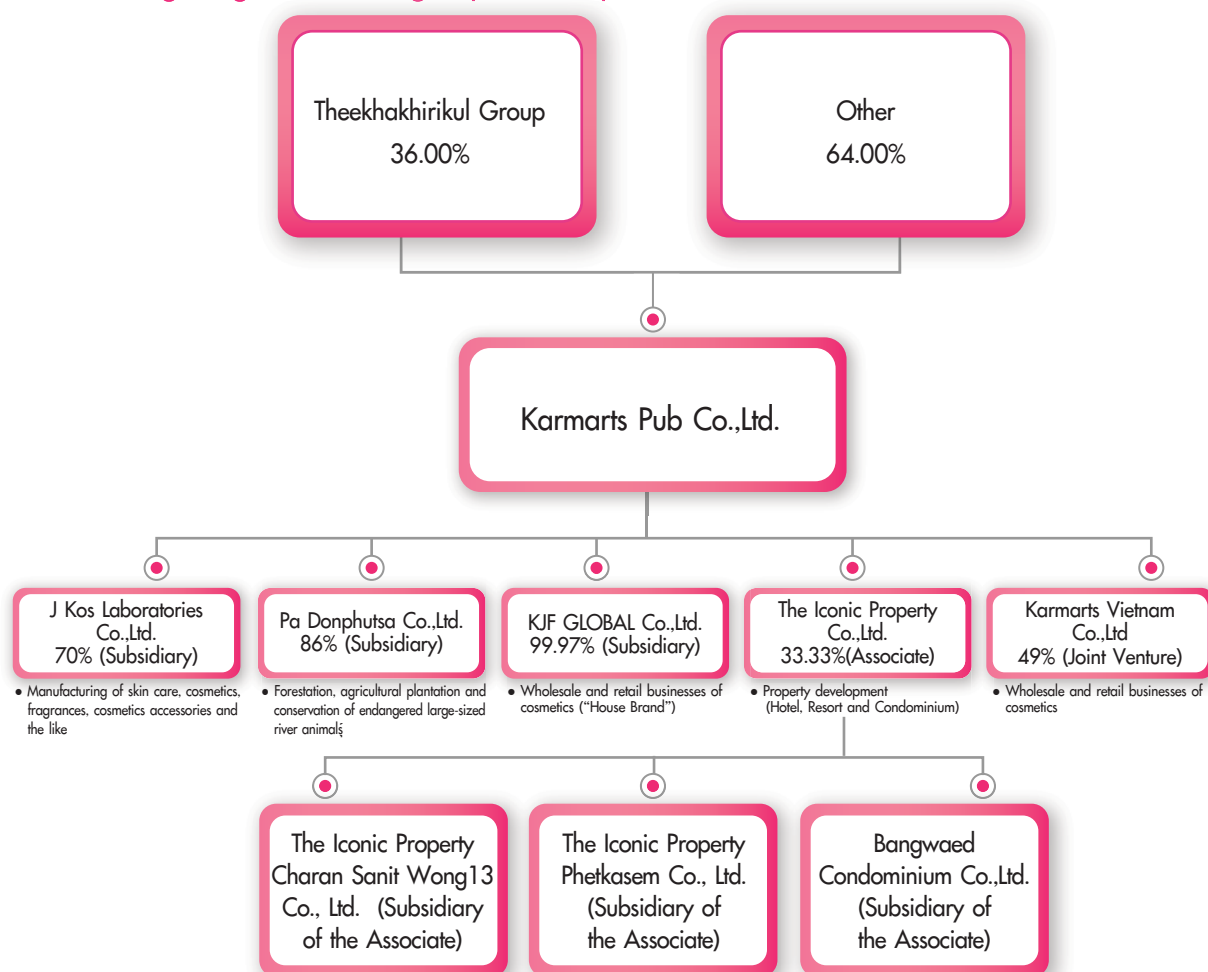 Theekhakhirikul Group
36.00%
Other
64.00%
Karmarts Pub Co.,Ltd.
J Kos Laboratories
Co.,Ltd.
70% (Subsidiary)
• Manufacturing of skin care, cosmetics,
fragrances, cosmetics accessories and
the like
Pa Donphutsa Co.,Ltd.
86% (Subsidiary)
• Forestation, agricultural plantation and
conservation of endangered large-sized
river animals
KJF GLOBAL Co.,Ltd.
99.97% (Subsidiary)
• Wholesale and retail businesses of
cosmetics (“House Brand”)
The Iconic Property
Co.,Ltd.
33.33%(Associate)
• Property development
(Hotel, Resort and Condominium)
Karmarts Vietnam
Co.,Ltd
49% (Joint Venture)
• Wholesale and retail businesses of
cosmetics
The Iconic Property
Charan Sanit Wong13
Co., Ltd. (Subsidiary
of the Associate)
The Iconic Property
Phetkasem Co., Ltd.
(Subsidiary of
the Associate)
Bangwaed
Condominium Co.,Ltd.
(Subsidiary of
the Associate)